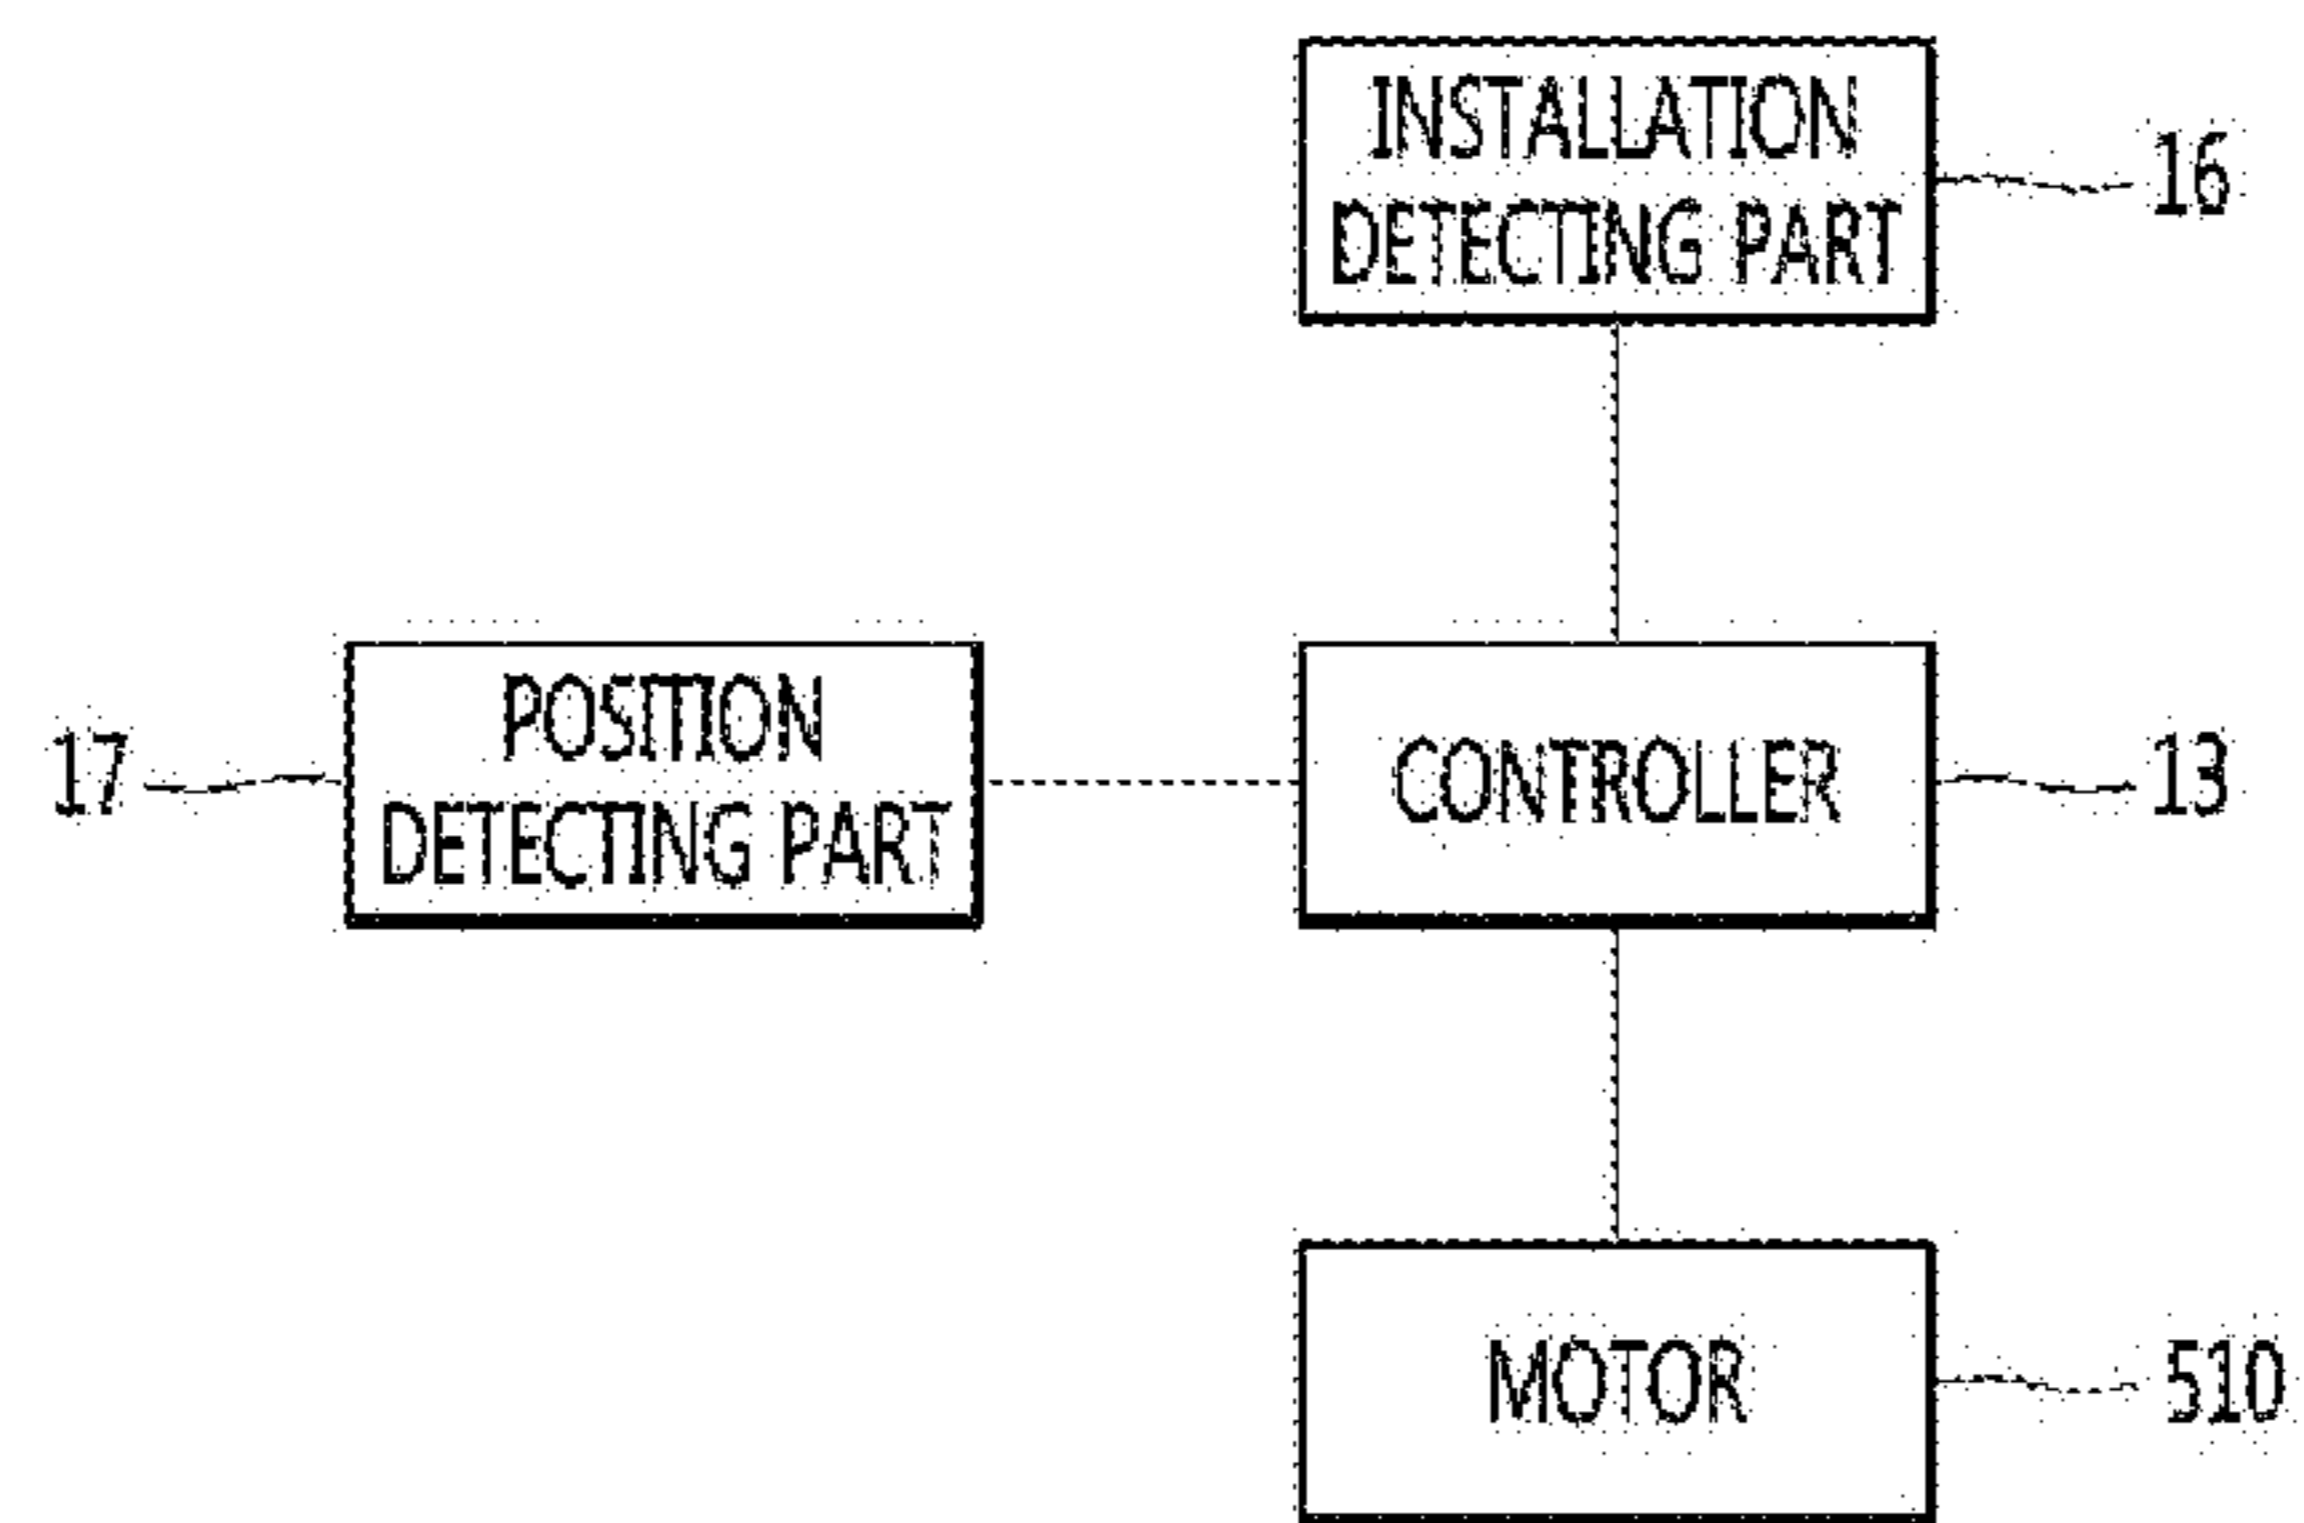 INSTALLATION
DETECTING PART
16
17
POSITION
DETECTING PART
CONTROLLER
13
MOTOR
510